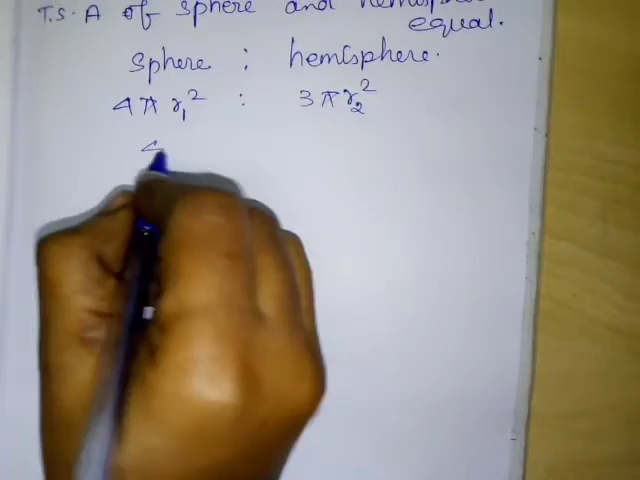 T.S.A of sphere and
equal.
sphere : hemisphere.
4πr₁² : 3πr₂²